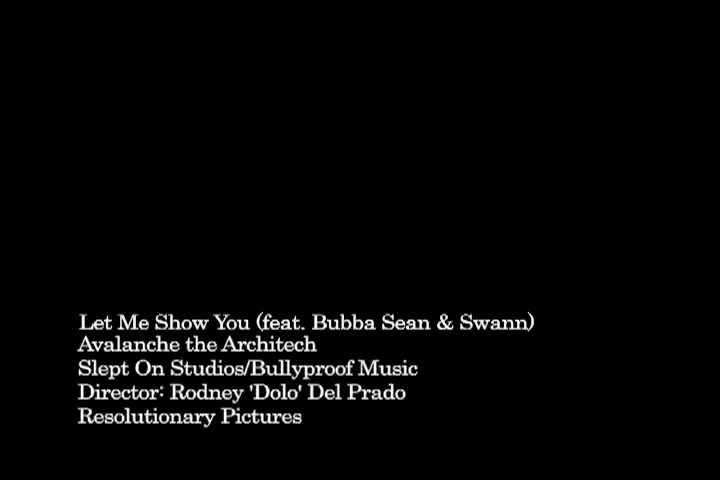 Let Me Show You (feat. Bubba Sean & Swann)
Avalanche the Architech
Slept On Studios/Bullyproof Music
Director: Rodney 'Dolo' Del Prado
Resolutionary Pictures